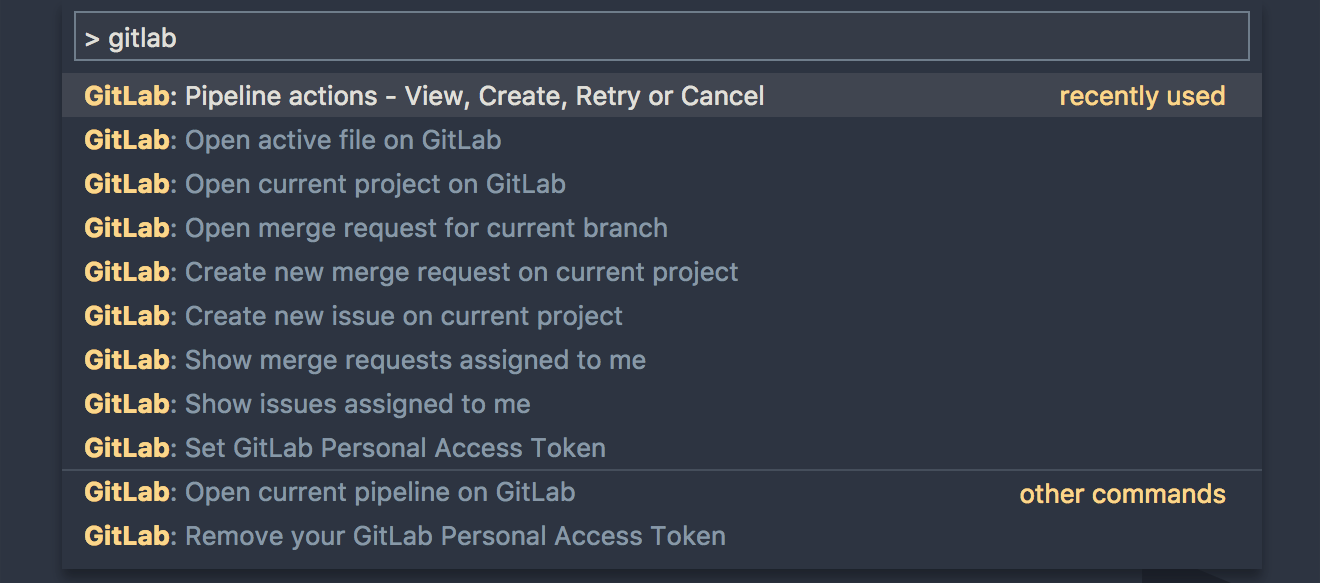 > gitlab
GitLab: Pipeline actions - View, Create, Retry or Cancel recently used
GitLab: Open active file on GitLab
GitLab: Open current project on GitLab
GitLab: Open merge request for current branch
GitLab: Create new merge request on current project
GitLab: Create new issue on current project
GitLab: Show merge requests assigned to me
GitLab: Show issues assigned to me
GitLab: Set GitLab Personal Access Token
GitLab: Open current pipeline on GitLab other commands
GitLab: Remove your GitLab Personal Access Token